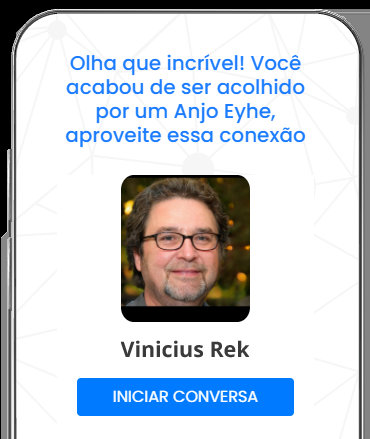 Olha que incrível! Você
acabou de ser acolhido
por um Anjo Eyhe,
aproveite essa conexão
Vinicius Rek
INICIAR CONVERSA